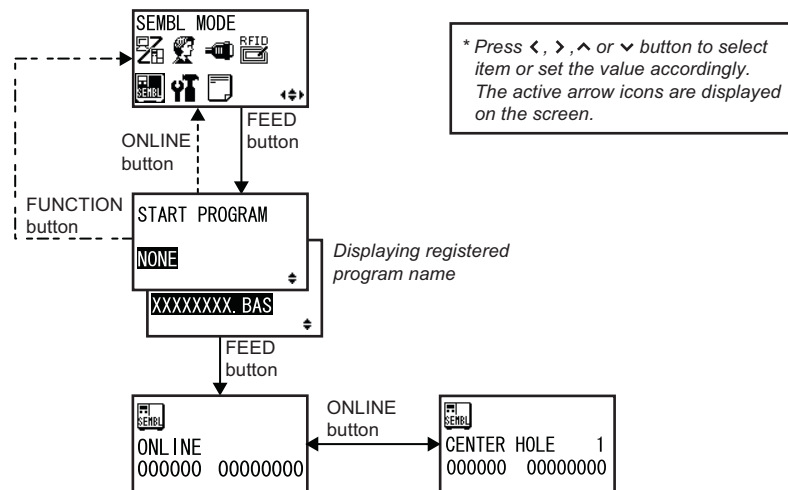 SEMBL MODE
RFID
SEMBL
* Press <, >, ^ or v button to select
item or set the value accordingly.
The active arrow icons are displayed
on the screen.
ONLINE
button
FEED
button
FUNCTION
button
START PROGRAM
NONE
XXXXXXXX. BAS
Displaying registered
program name
FEED
button
SEMBL
ONLINE
000000 00000000
ONLINE
button
SEMBL
CENTER HOLE 1
000000 00000000